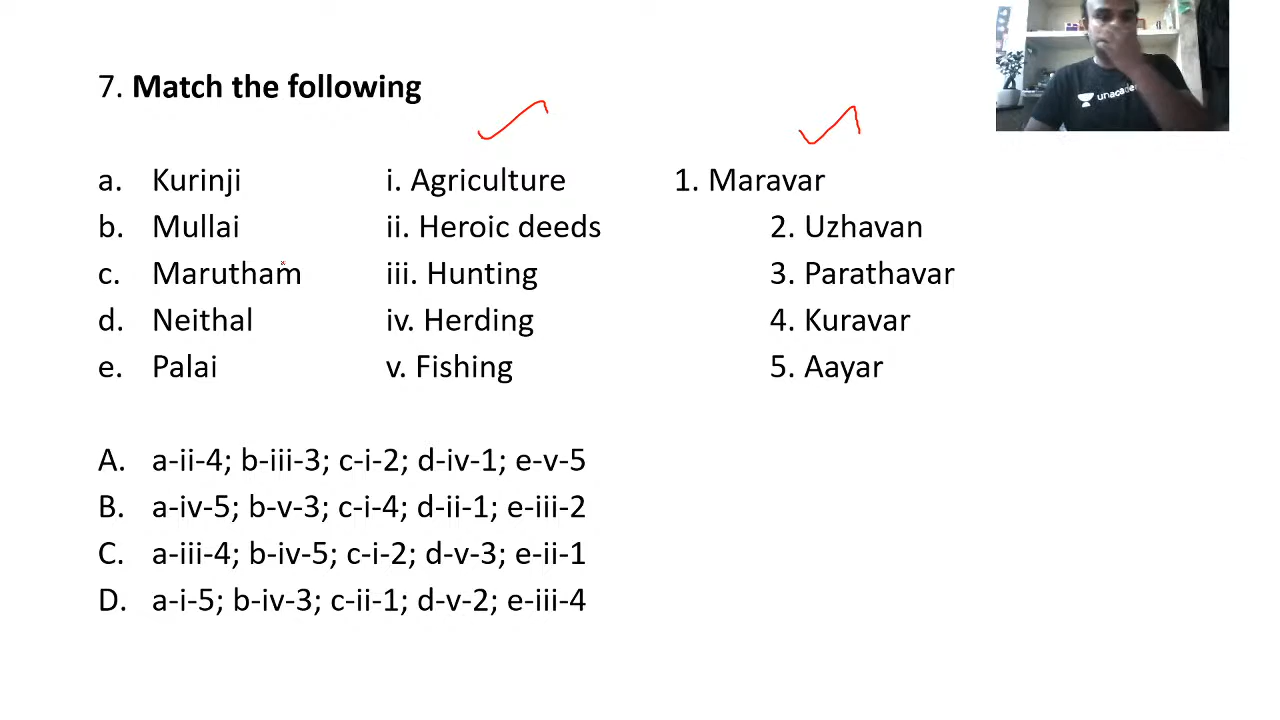 7. Match the following
unacade
a. Kurinji i. Agriculture 1. Maravar
b. Mullai ii. Heroic deeds 2. Uzhavan
c. Marutham iii. Hunting 3. Parathavar
d. Neithal iv. Herding 4. Kuravar
e. Palai v. Fishing 5. Aayar
A. a-ii-4; b-iii-3; c-i-2; d-iv-1; e-v-5
B. a-iv-5; b-v-3; c-i-4; d-ii-1; e-iii-2
C. a-iii-4; b-iv-5; c-i-2; d-v-3; e-ii-1
D. a-i-5; b-iv-3; c-ii-1; d-v-2; e-iii-4